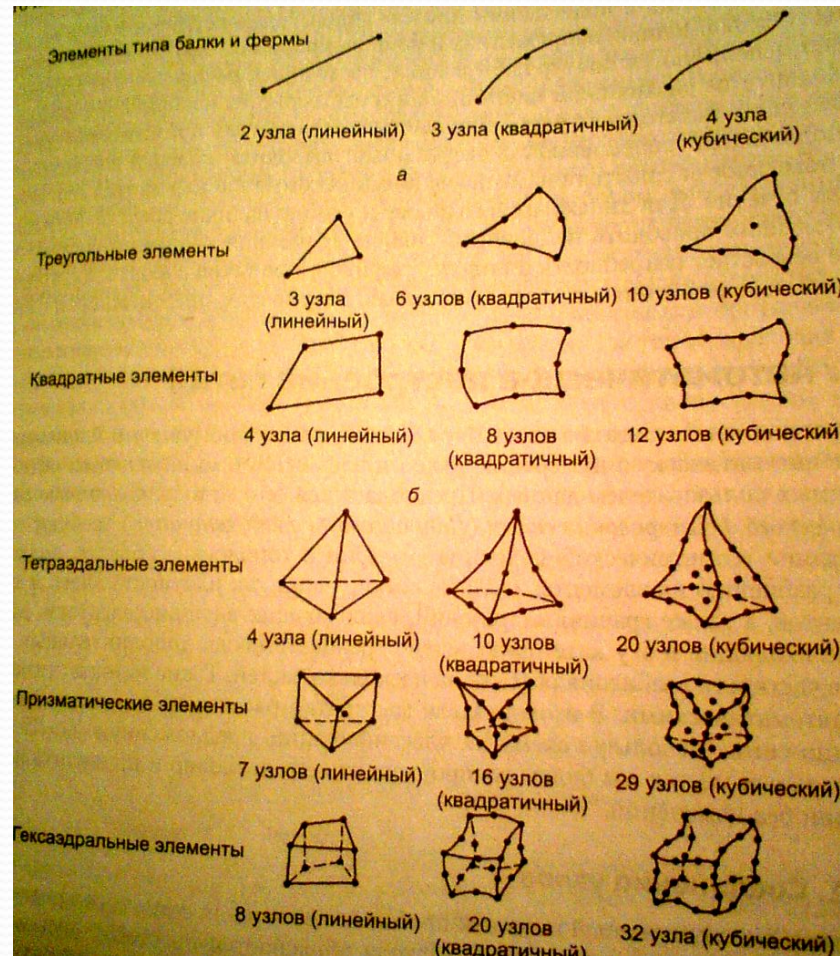 Элементы типа балки и фермы
2 узла (линейный)
3 узла (квадратичный)
4 узла
(кубический)
а
Треугольные элементы
3 узла
(линейный)
6 узлов (квадратичный)
10 узлов (кубический)
Квадратные элементы
4 узла (линейный)
8 узлов
(квадратичный)
12 узлов (кубический
б
Тетраэдальные элементы
4 узла (линейный)
10 узлов
(квадратичный)
20 узлов (кубический)
Призматические элементы
7 узлов (линейный)
16 узлов
(квадратичный)
29 узлов (кубический)
Гексаэдральные элементы
8 узлов (линейный)
20 узлов
(квадратичный)
32 узла (кубический)